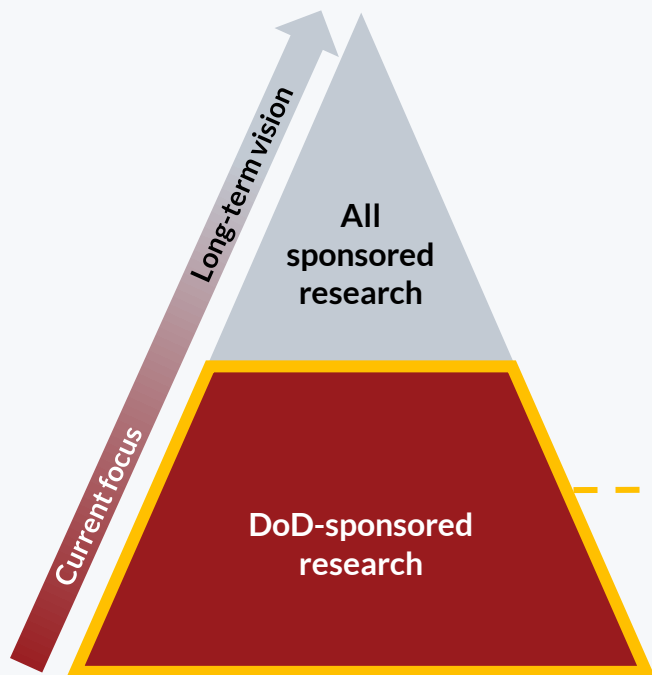 Long-term vision
All
sponsored
research
Current focus
DoD-sponsored
research